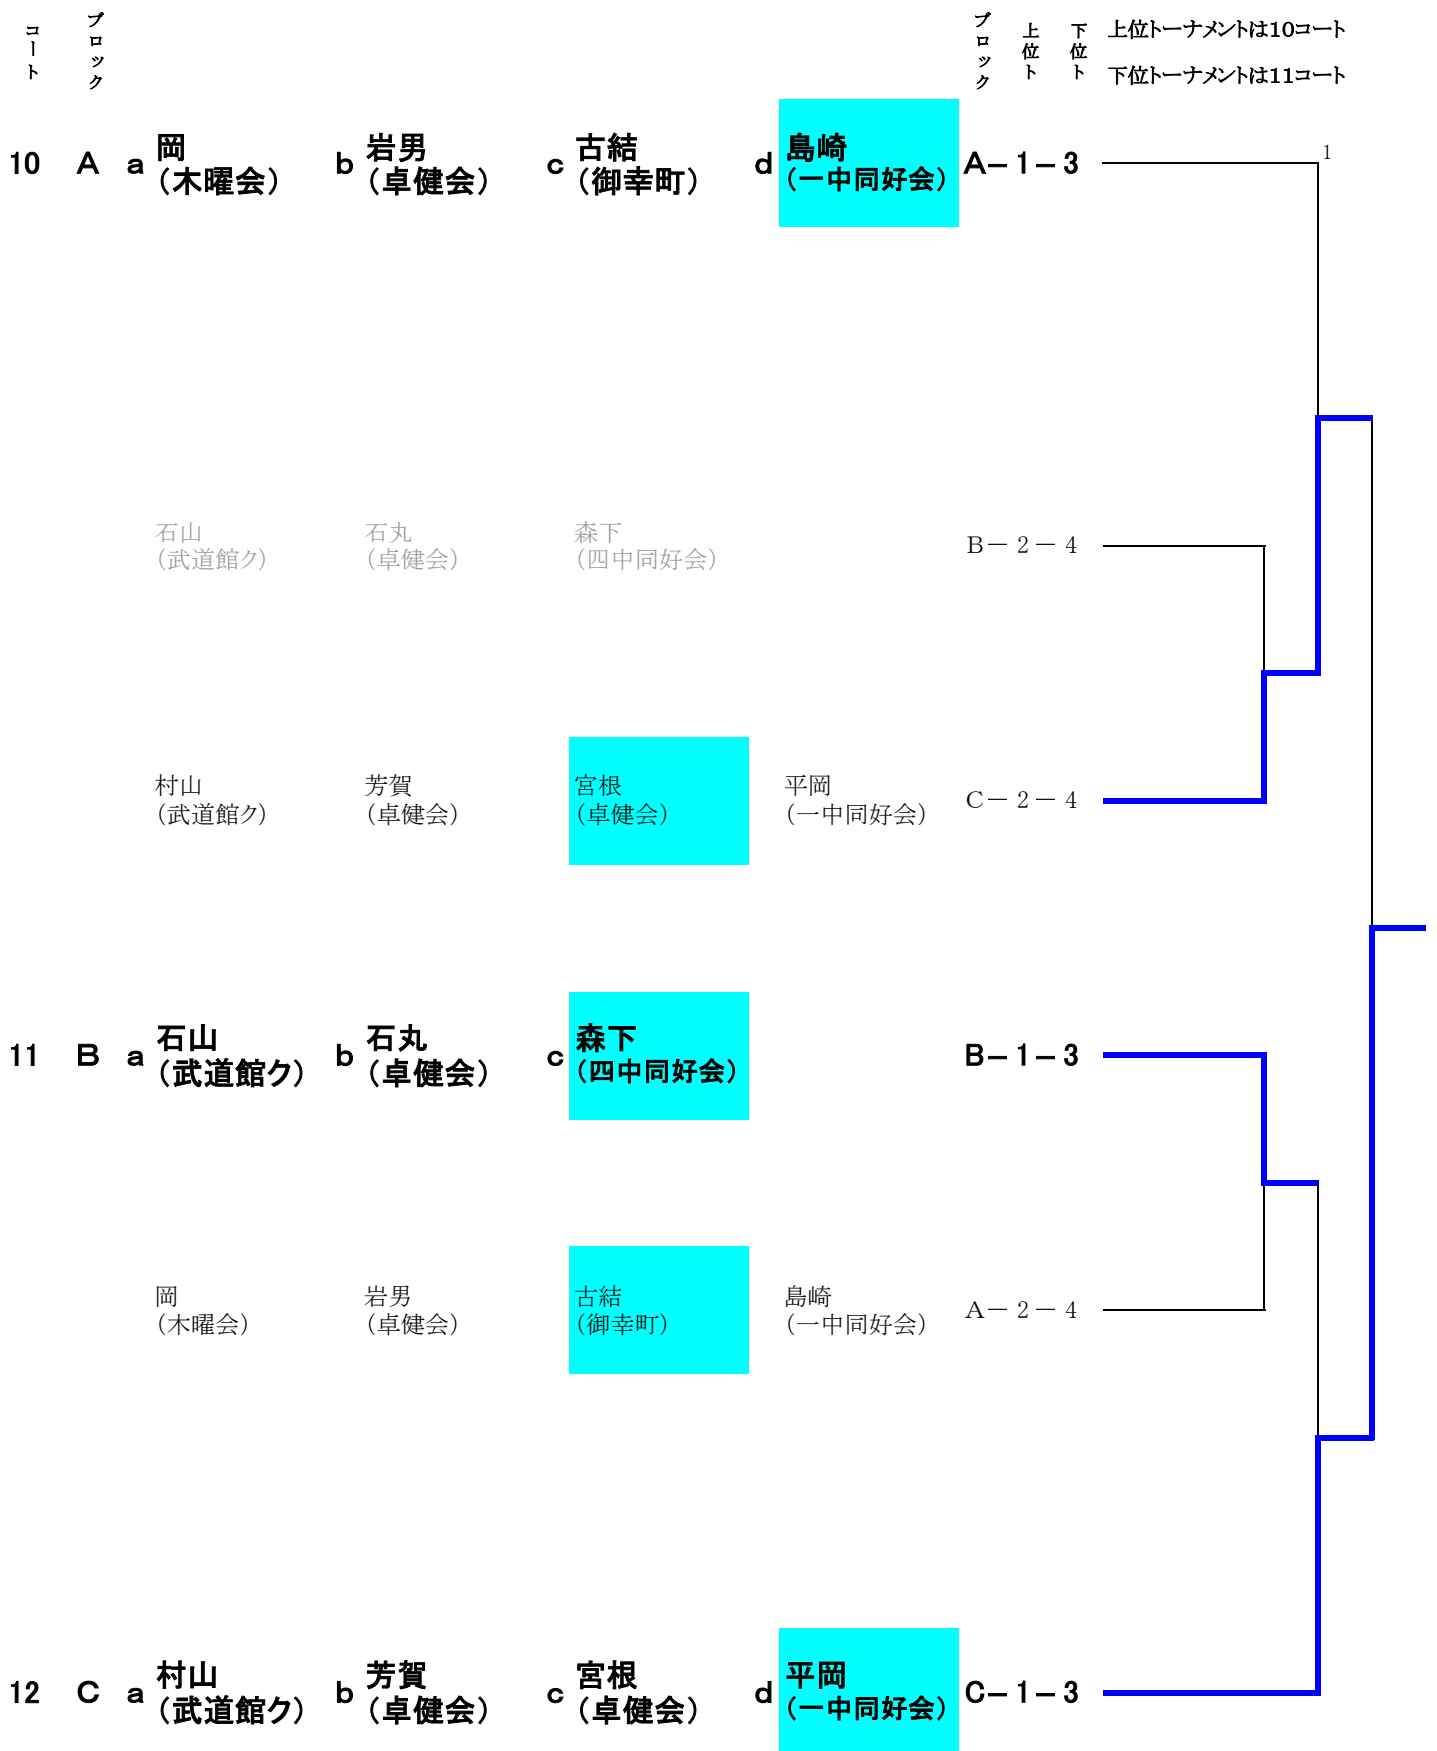 コート ブロック ブロック 上位ト 下位ト 上位トーナメントは10コート
下位トーナメントは11コート
10 A a 岡 b 岩男 c 古結 d 島崎 A－1－3 1
（木曜会） （卓健会） （御幸町） （一中同好会）
石山 石丸 森下 B－2－4
（武道館ク） （卓健会） （四中同好会）
村山 芳賀 宮根 平岡 C－2－4
（武道館ク） （卓健会） （卓健会） （一中同好会）
11 B a 石山 b 石丸 c 森下 B－1－3
（武道館ク） （卓健会） （四中同好会）
岡 岩男 古結 島崎 A－2－4
（木曜会） （卓健会） （御幸町） （一中同好会）
12 C a 村山 b 芳賀 c 宮根 d 平岡 C－1－3
（武道館ク） （卓健会） （卓健会） （一中同好会）